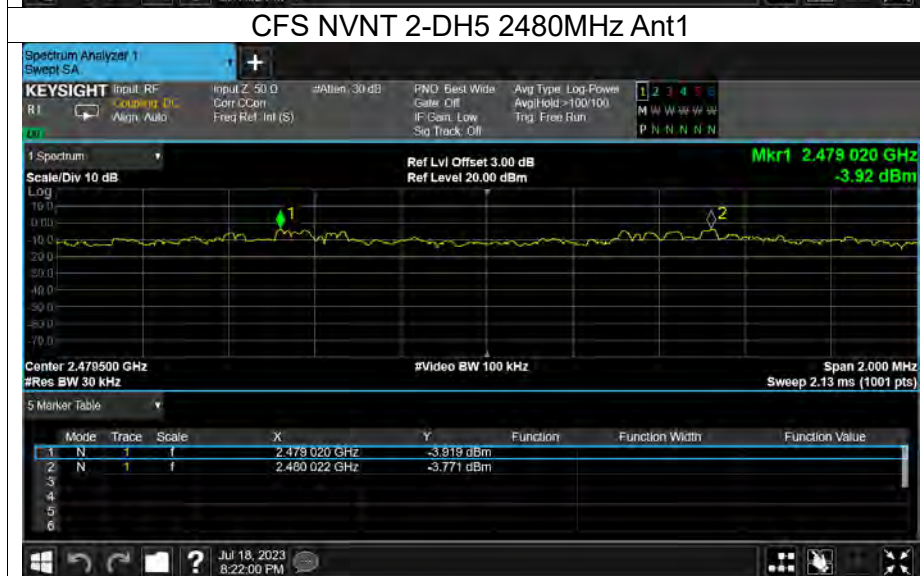 CFS NVNT 2-DH5 2480MHz Ant1
Spectrum Analyzer 1
Swept SA
+
KEYSIGHT Input: RF Input Z: 50 Ω #Atten: 30 dB PNO: Best Wide Avg Type: Log-Power 1 2 3 4 5 6
R1 Coupling: DC Corr CCorr Gate: Off Avg|Hold: >100/100 M W W W W W
Align: Auto Freq Ref: Int (S) IF Gain: Low Trig: Free Run
Sig Track: Off P N N N N N
1 Spectrum
Ref Lvl Offset 3.00 dB Mkr1 2.479 020 GHz
Scale/Div 10 dB Ref Level 20.00 dBm -3.92 dBm
Log
10.0
0.00
-10.0
-20.0
-30.0
-40.0
-50.0
-60.0
-70.0
1
2
Center 2.479500 GHz #Video BW 100 kHz Span 2.000 MHz
#Res BW 30 kHz Sweep 2.13 ms (1001 pts)
5 Marker Table
Mode Trace Scale X Y Function Function Width Function Value
1 N 1 f 2.479 020 GHz -3.919 dBm
2 N 1 f 2.480 022 GHz -3.771 dBm
3
4
5
6
? Jul 18, 2023
8:22:00 PM